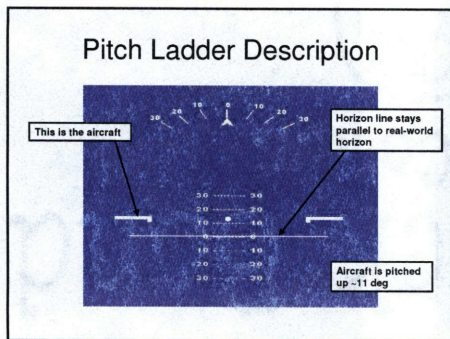 Pitch Ladder Description
30 20 10 0 10 20 30
This is the aircraft
Horizon line stays
parallel to real-world
horizon
30 30
20 20
10 10
0 0
10 10
20 20
30 30
Aircraft is pitched
up ~11 deg